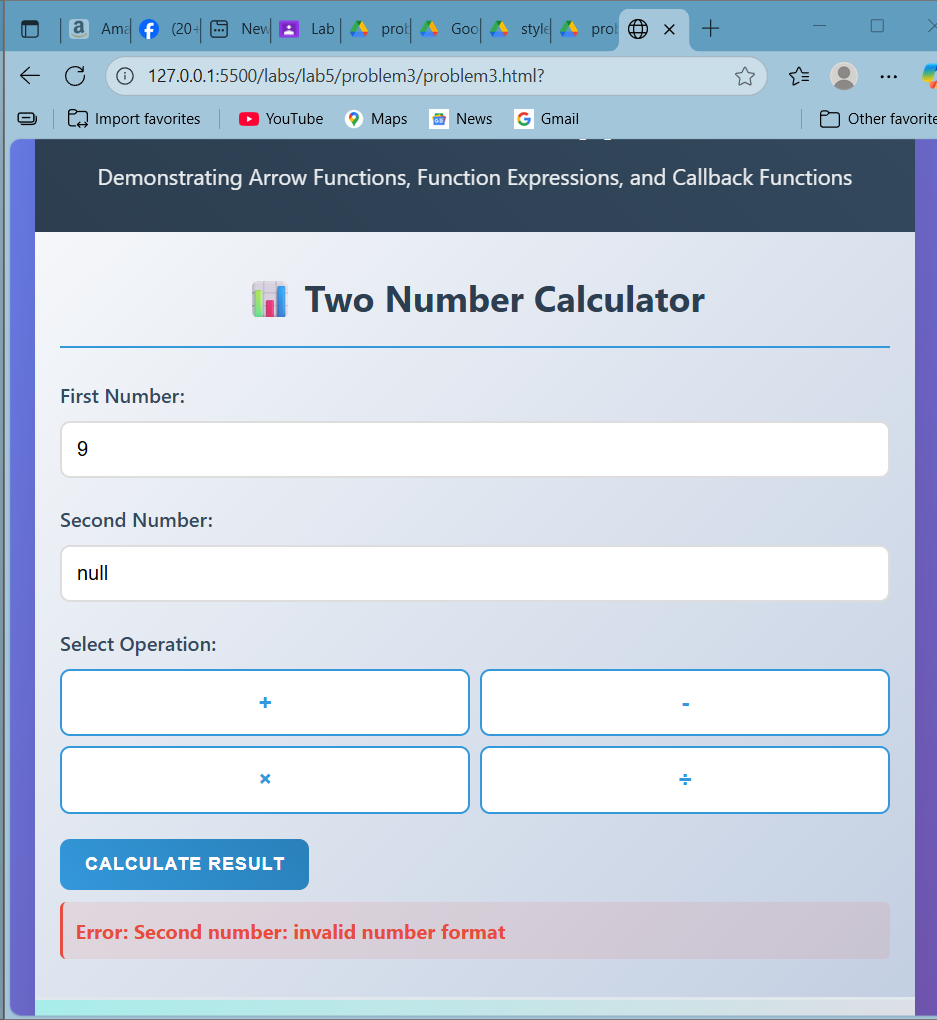 Ama
(20+
New
Lab
prob
Goo
style
prob
127.0.0.1:5500/labs/lab5/problem3/problem3.html?
Import favorites
YouTube
Maps
News
Gmail
Other favorite
Demonstrating Arrow Functions, Function Expressions, and Callback Functions
Two Number Calculator
First Number:
9
Second Number:
null
Select Operation:
+
-
×
÷
CALCULATE RESULT
Error: Second number: invalid number format